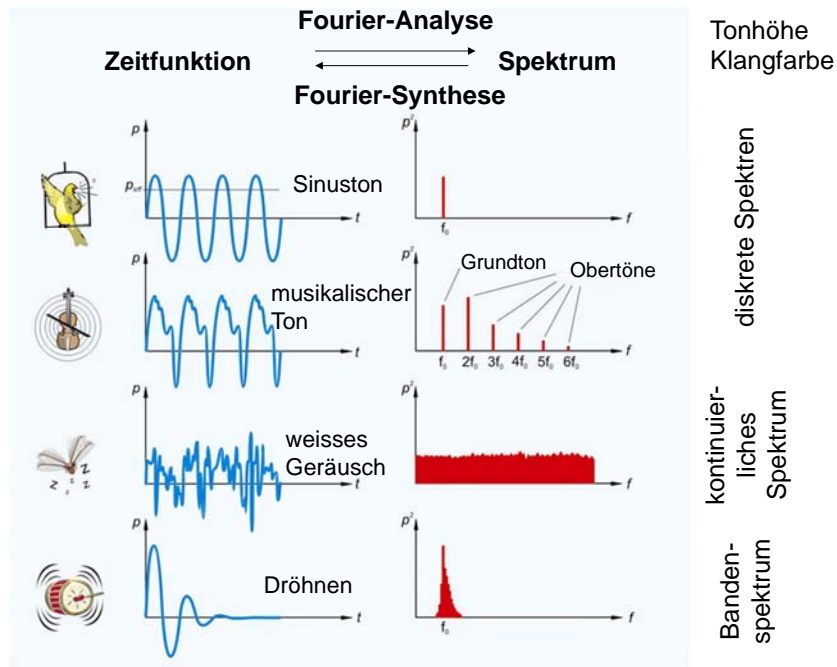 Fourier-Analyse
Zeitfunktion
Spektrum
Fourier-Synthese
Tonhöhe
Klangfarbe
p
p²
p_eff
Sinuston
t
f₀
f
diskrete Spektren
p
p²
Grundton
Obertöne
musikalischer
Ton
t
f₀ 2f₀ 3f₀ 4f₀ 5f₀ 6f₀
f
p
p²
weisses
Geräusch
z z z z
t
f
kontinuier-
liches
Spektrum
p
p²
Dröhnen
t
f₀
f
Banden-
spektrum